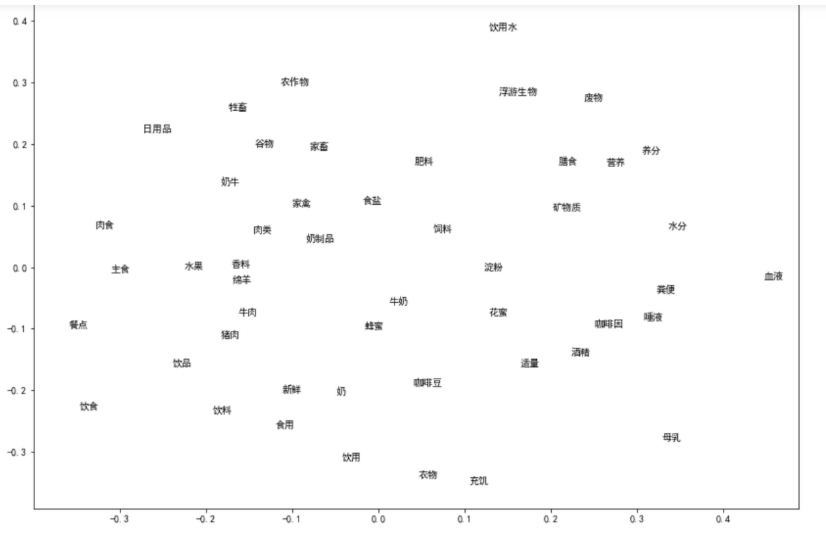 0.4
饮用水
0.3
农作物
浮游生物
废物
牲畜
日用品
0.2
谷物
家畜
养分
肥料
膳食
营养
奶牛
0.1
家禽
食盐
矿物质
肉食
肉类
饲料
水分
奶制品
0.0
主食
水果
香料
淀粉
血液
绵羊
粪便
牛奶
牛肉
花蜜
唾液
-0.1
餐点
蜂蜜
咖啡因
猪肉
酒精
饮品
适量
咖啡豆
-0.2
新鲜
奶
饮食
饮料
食用
母乳
-0.3
饮用
农物
充饥
-0.3
-0.2
-0.1
0.0
0.1
0.2
0.3
0.4